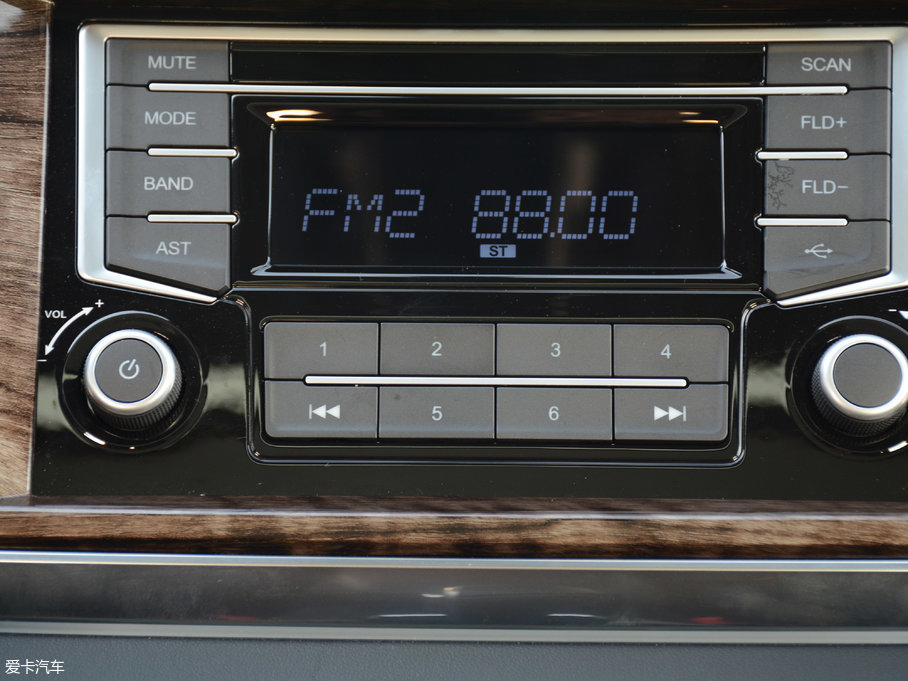 MUTE
SCAN
MODE
FLD+
BAND
FLD-
AST
FM2 88.00
ST
VOL
+
-
1 2 3 4
5 6
爱卡汽车